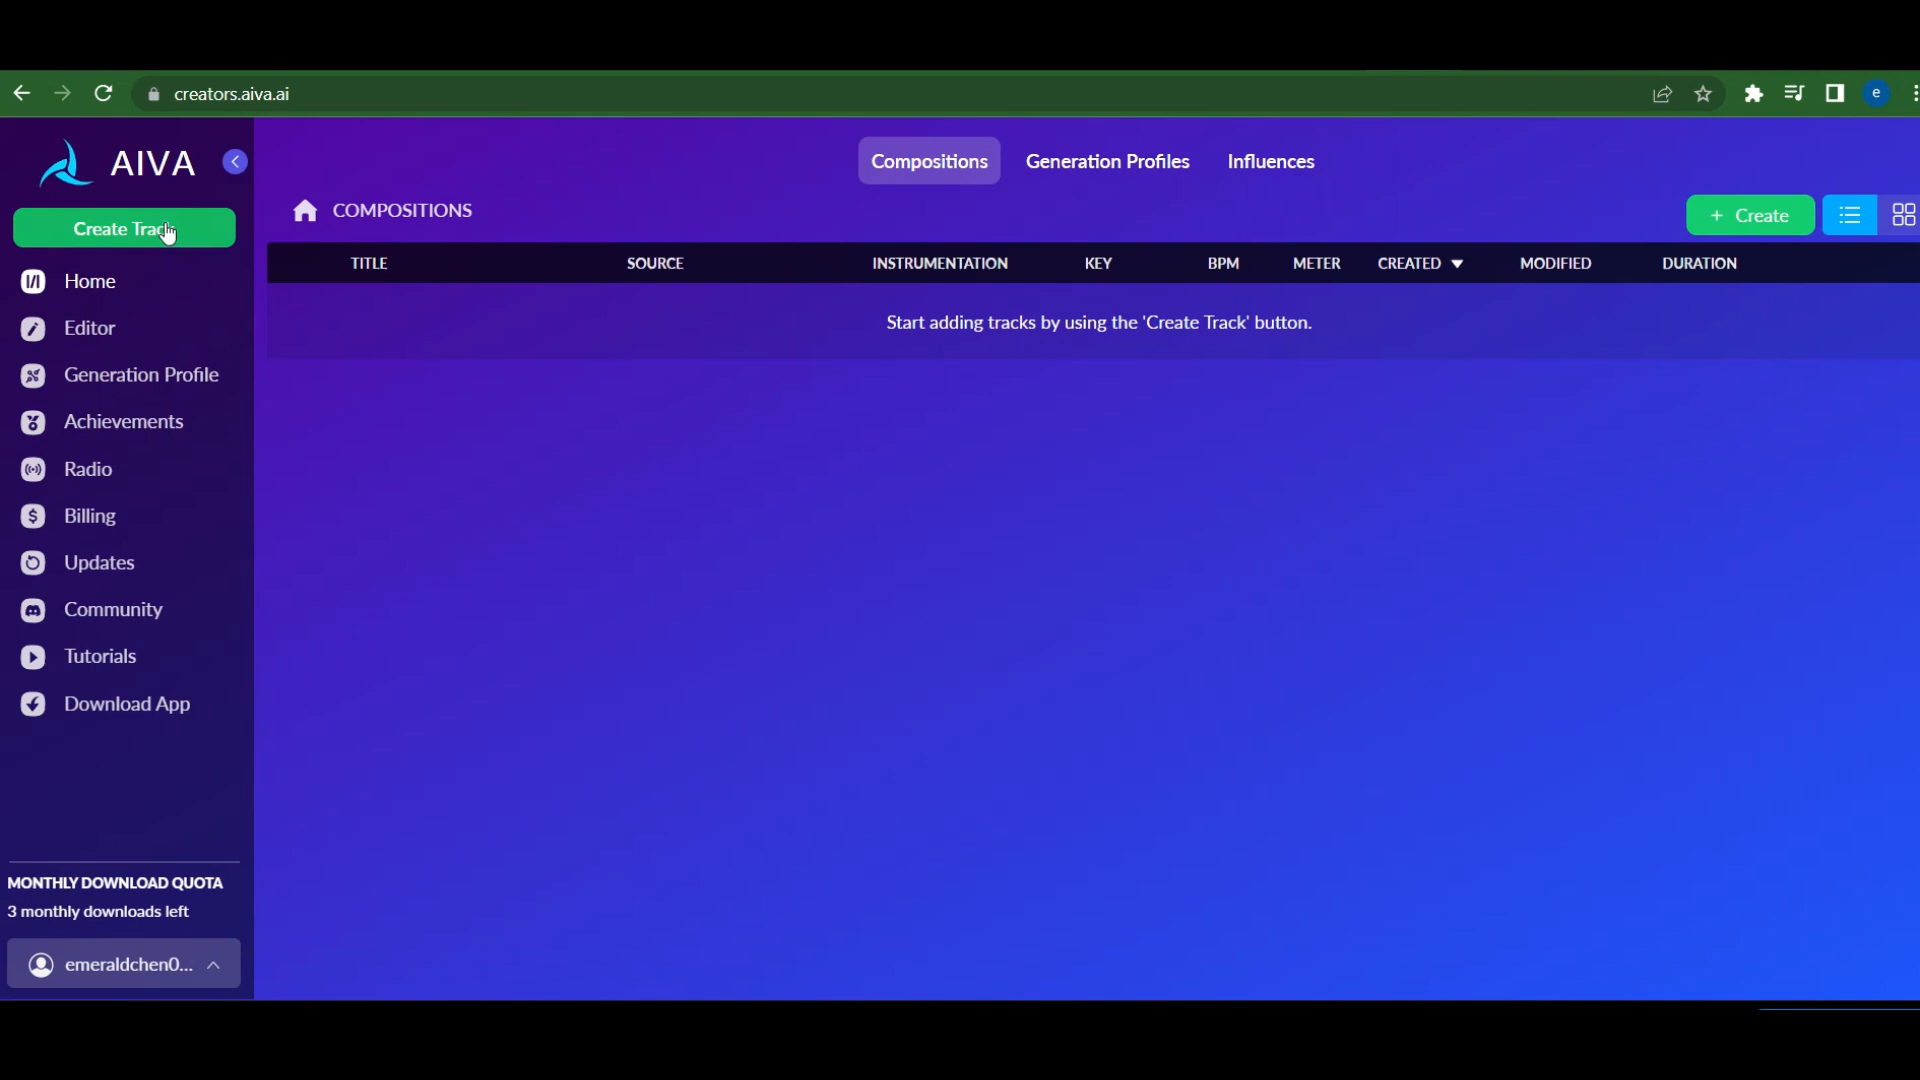 creators.aiva.ai
e
AIVA
Compositions Generation Profiles Influences
COMPOSITIONS
+ Create
Create Track
TITLE SOURCE INSTRUMENTATION KEY BPM METER CREATED MODIFIED DURATION
Start adding tracks by using the 'Create Track' button.
Home
Editor
Generation Profile
Achievements
Radio
Billing
Updates
Community
Tutorials
Download App
MONTHLY DOWNLOAD QUOTA
3 monthly downloads left
emeraldchen0...